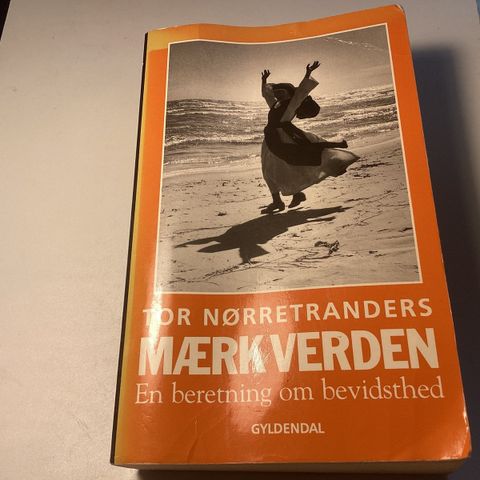 TOR NØRRETRANDERS
MÆRK VERDEN
En beretning om bevidsthed
GYLDENDAL